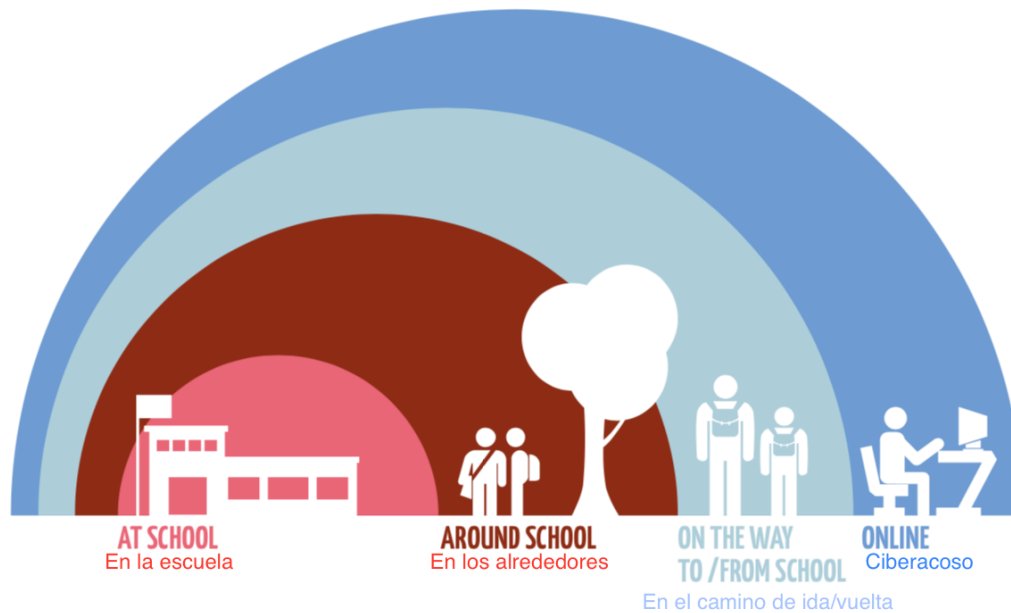 AT SCHOOL
En la escuela
AROUND SCHOOL
En los alrededores
ON THE WAY
TO /FROM SCHOOL
En el camino de ida/vuelta
ONLINE
Ciberacoso